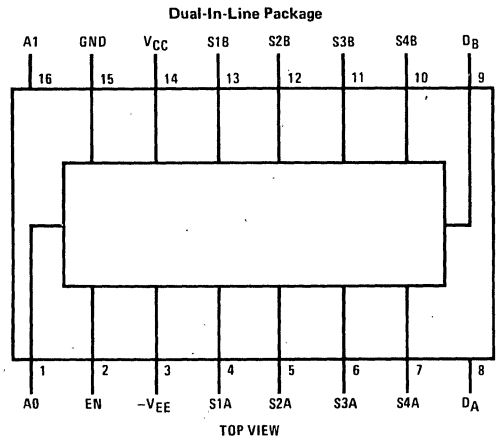 Dual-In-Line Package
A1 GND VCC S1B S2B S3B S4B DB
16 15 14 13 12 11 10 9
1 2 3 4 5 6 7 8
A0 EN –VEE S1A S2A S3A S4A DA
TOP VIEW